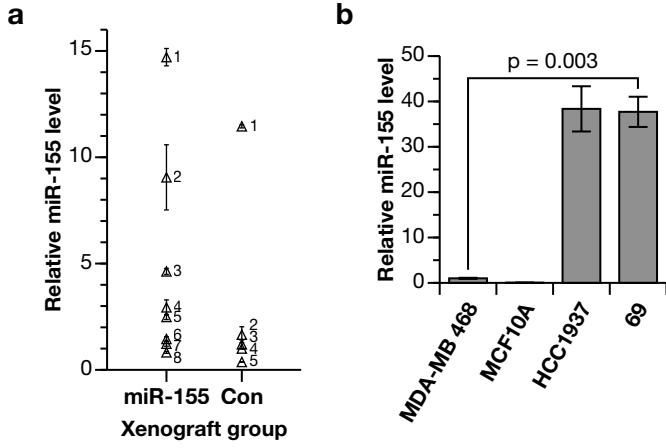 a
Relative miR-155 level
15
10
5
0
1
2
3
4
5
6
7
8
1
2
3
4
5
miR-155 Con
Xenograft group
b
Relative miR-155 level
50
40
30
20
10
0
p = 0.003
MDA-MB 468
MCF10A
HCC1937
69